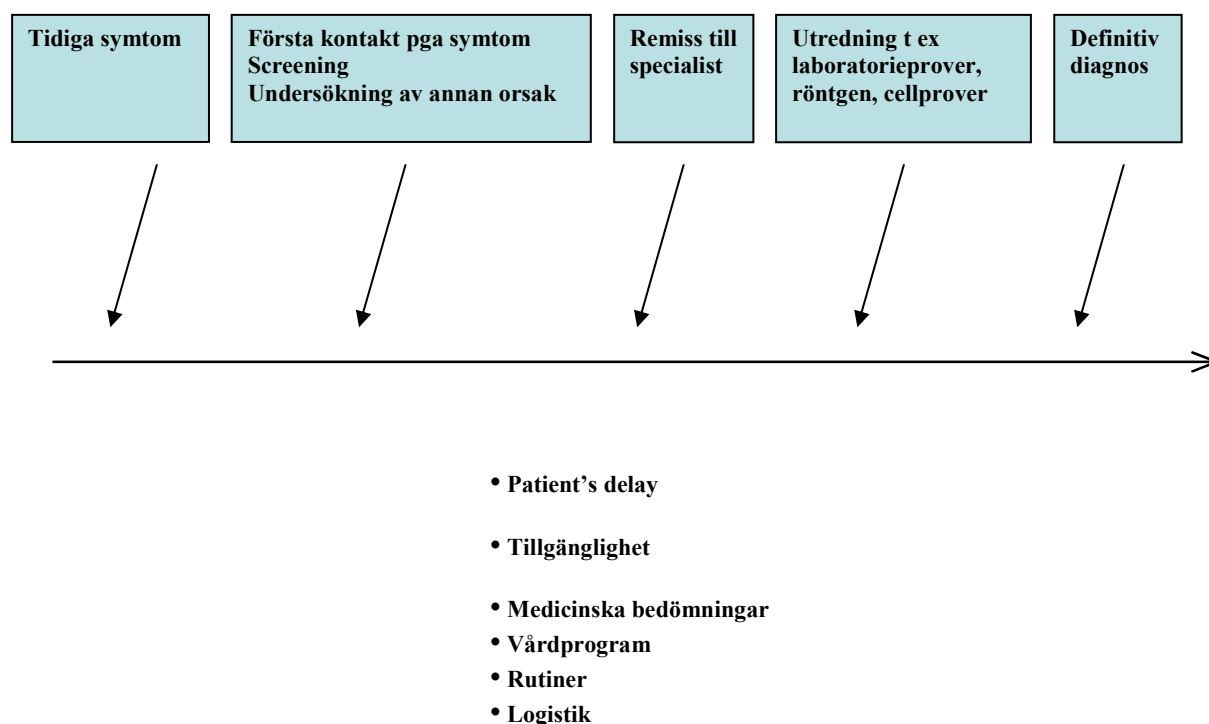 Tidiga symtom
Första kontakt pga symtom
Screening
Undersökning av annan orsak
Remiss till
specialist
Utredning t ex
laboratorieprover,
röntgen, cellprover
Definitiv
diagnos
• Patient’s delay
• Tillgänglighet
• Medicinska bedömningar
• Vårdprogram
• Rutiner
• Logistik